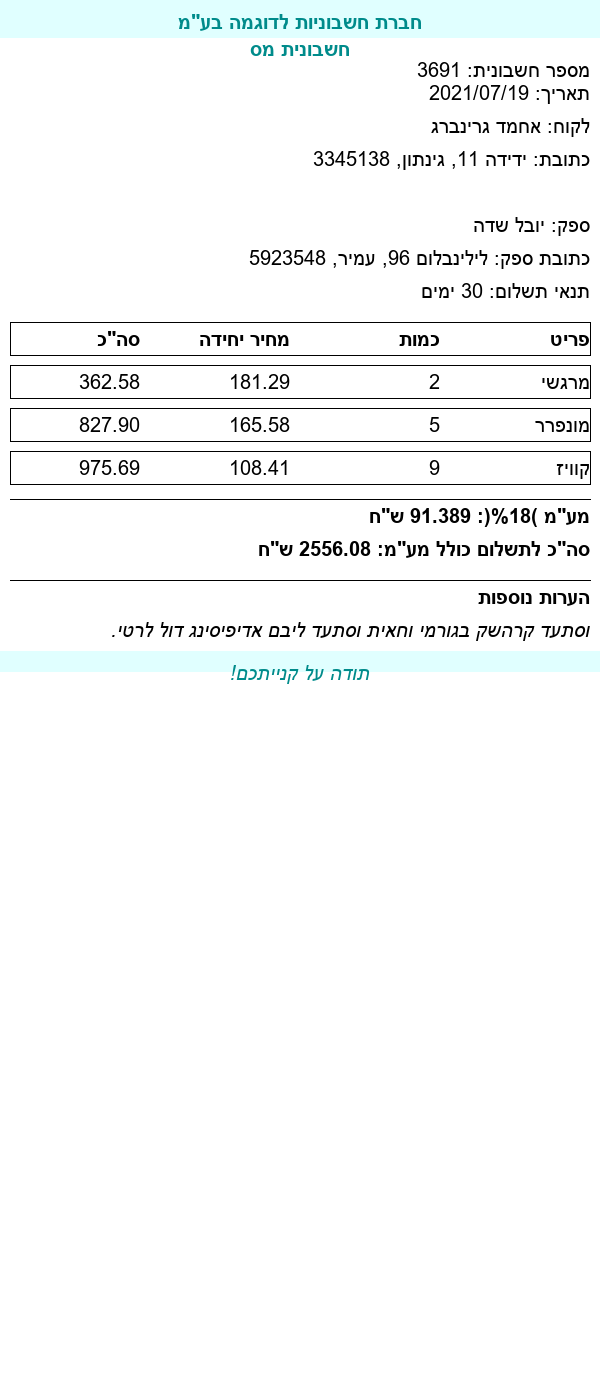 חברת חשבוניות לדוגמה בע"מ
חשבונית מס
מספר חשבונית: 3691
תאריך: 2021/07/19
לקוח: אחמד גרינברג
כתובת: ידידה 11, גינתון, 3345138
ספק: יובל שדה
כתובת ספק: לילינבלום 96, עמיר, 5923548
תנאי תשלום: 30 ימים
פריט כמות מחיר יחידה סה"כ
מרגשי 2 181.29 362.58
מונפרר 5 165.58 827.90
קוויז 9 108.41 975.69
מע"מ )18%(: 91.389 ש"ח
סה"כ לתשלום כולל מע"מ: 2556.08 ש"ח
הערות נוספות
וסתעד קרהשק בגורמי וחאית וסתעד ליבם אדיפיסינג דול לרטי.
תודה על קנייתכם!